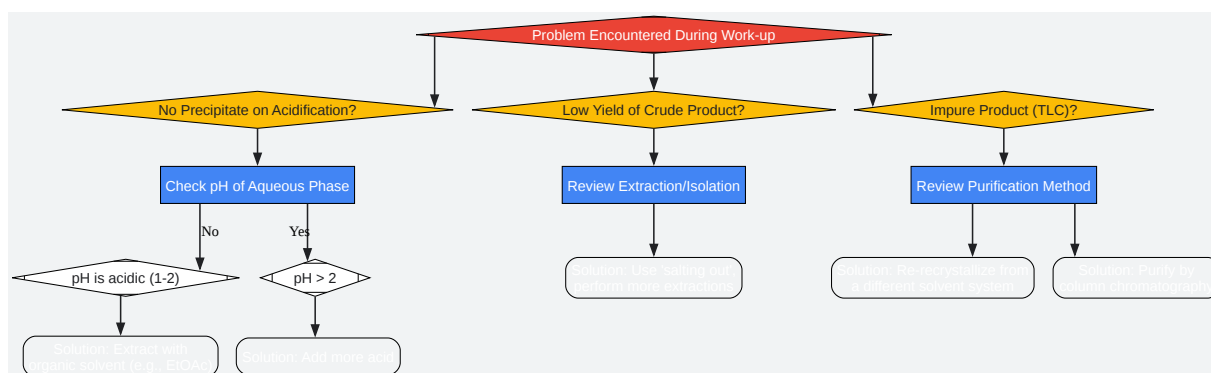 Problem Encountered During Work-up
No Precipitate on Acidification?
Low Yield of Crude Product?
Impure Product (TLC)?
Check pH of Aqueous Phase
Review Extraction/Isolation
Review Purification Method
No
Yes
pH is acidic (1-2)
pH > 2
Solution: Use 'salting out',
perform more extractions
Solution: Re-recrystallize from
a different solvent system
Solution: Purify by
column chromatography
Solution: Extract with
organic solvent (e.g., EtOAc)
Solution: Add more acid